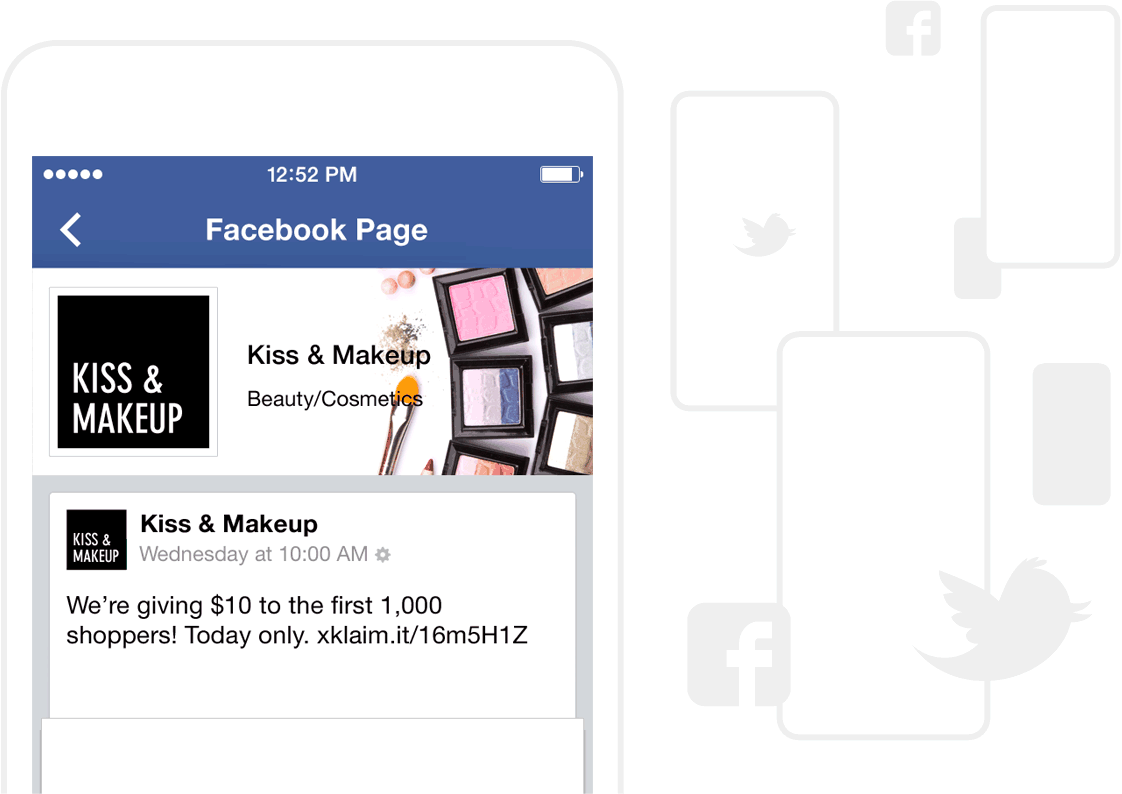 12:52 PM
Facebook Page
KISS &
MAKEUP
Kiss & Makeup
Beauty/Cosmetics
KISS &
MAKEUP
Kiss & Makeup
Wednesday at 10:00 AM
We’re giving $10 to the first 1,000
shoppers! Today only. xklaim.it/16m5H1Z